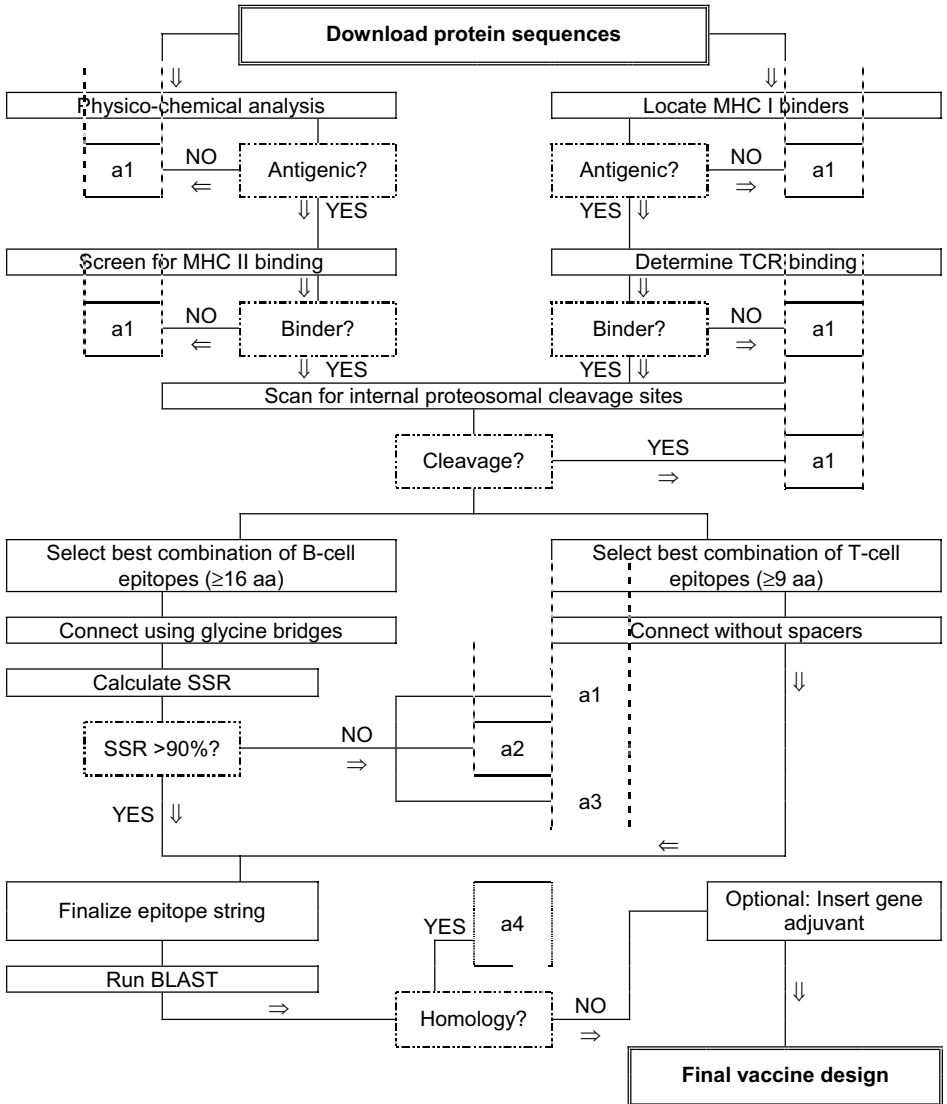 Download protein sequences
⇓ ⇓
Physico-chemical analysis
Locate MHC I binders
a1
NO
⇐
Antigenic?
Antigenic?
NO
⇒
a1
⇓ YES
YES ⇓
Screen for MHC II binding
Determine TCR binding
⇓ ⇓
a1
NO
⇐
Binder?
Binder?
NO
⇒
a1
⇓ YES
YES ⇓
Scan for internal proteosomal cleavage sites
Cleavage?
YES
⇒
a1
Select best combination of B-cell
epitopes (≥16 aa)
Select best combination of T-cell
epitopes (≥9 aa)
Connect using glycine bridges
Connect without spacers
Calculate SSR
⇓
a1
SSR >90%?
NO
⇒
a2
a3
YES ⇓
⇐
Finalize epitope string
YES
a4
Optional: Insert gene
adjuvant
Run BLAST
⇒
Homology?
NO
⇒
⇓
Final vaccine design